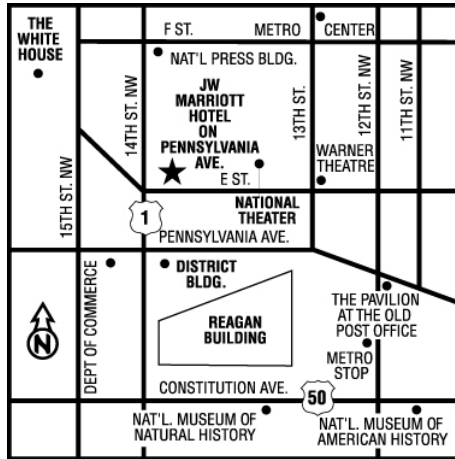 THE
WHITE
HOUSE
F ST.
METRO
CENTER
NAT'L PRESS BLDG.
JW
MARRIOTT
HOTEL
ON
PENNSYLVANIA
AVE.
15TH ST. NW
14TH ST. NW
13TH ST.
12TH ST. NW
11TH ST. NW
WARNER
THEATRE
E ST.
NATIONAL
THEATER
1
PENNSYLVANIA AVE.
DEPT OF COMMERCE
DISTRICT
BLDG.
REAGAN
BUILDING
THE PAVILION
AT THE OLD
POST OFFICE
METRO
STOP
N
CONSTITUTION AVE.
50
NAT'L. MUSEUM OF
NATURAL HISTORY
NAT'L. MUSEUM OF
AMERICAN HISTORY